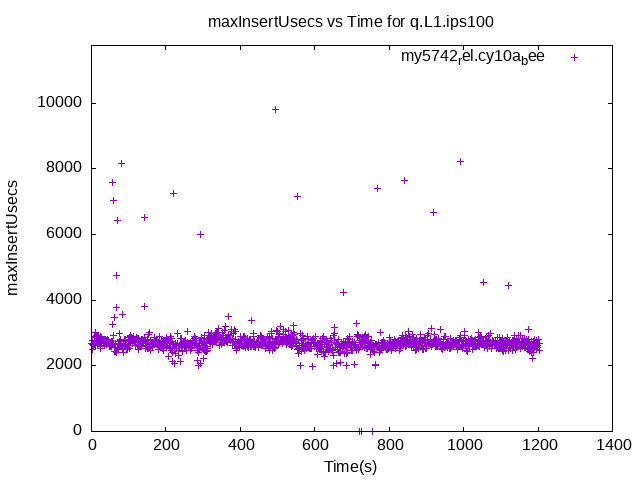 maxInsertUsecs vs Time for q.L1.ips100
my5742rel.cy10abee
10000
8000
6000
4000
2000
0
maxInsertUsecs
0 200 400 600 800 1000 1200 1400
Time(s)